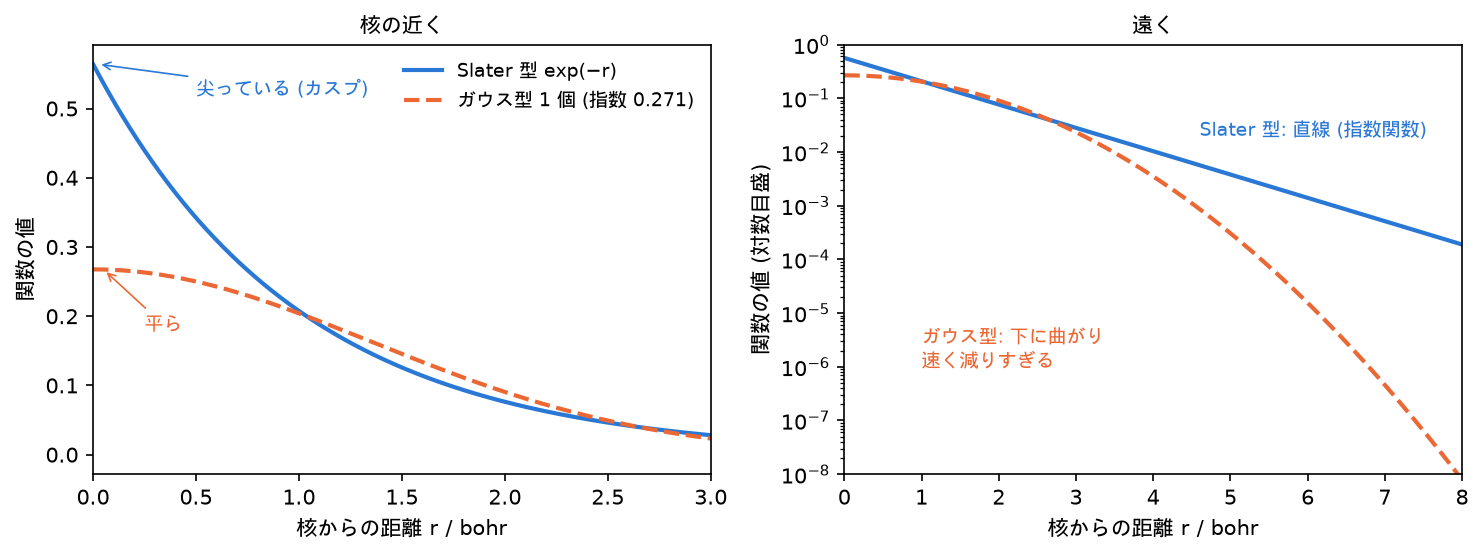 核の近く
尖っている (カスプ)
Slater 型 exp(−r)
ガウス型 1 個 (指数 0.271)
平ら
関数の値
0.5
0.4
0.3
0.2
0.1
0.0
0.0 0.5 1.0 1.5 2.0 2.5 3.0
核からの距離 r / bohr
遠く
Slater 型: 直線 (指数関数)
ガウス型: 下に曲がり
速く減りすぎる
関数の値 (対数目盛)
10⁰
10⁻¹
10⁻²
10⁻³
10⁻⁴
10⁻⁵
10⁻⁶
10⁻⁷
10⁻⁸
0 1 2 3 4 5 6 7 8
核からの距離 r / bohr